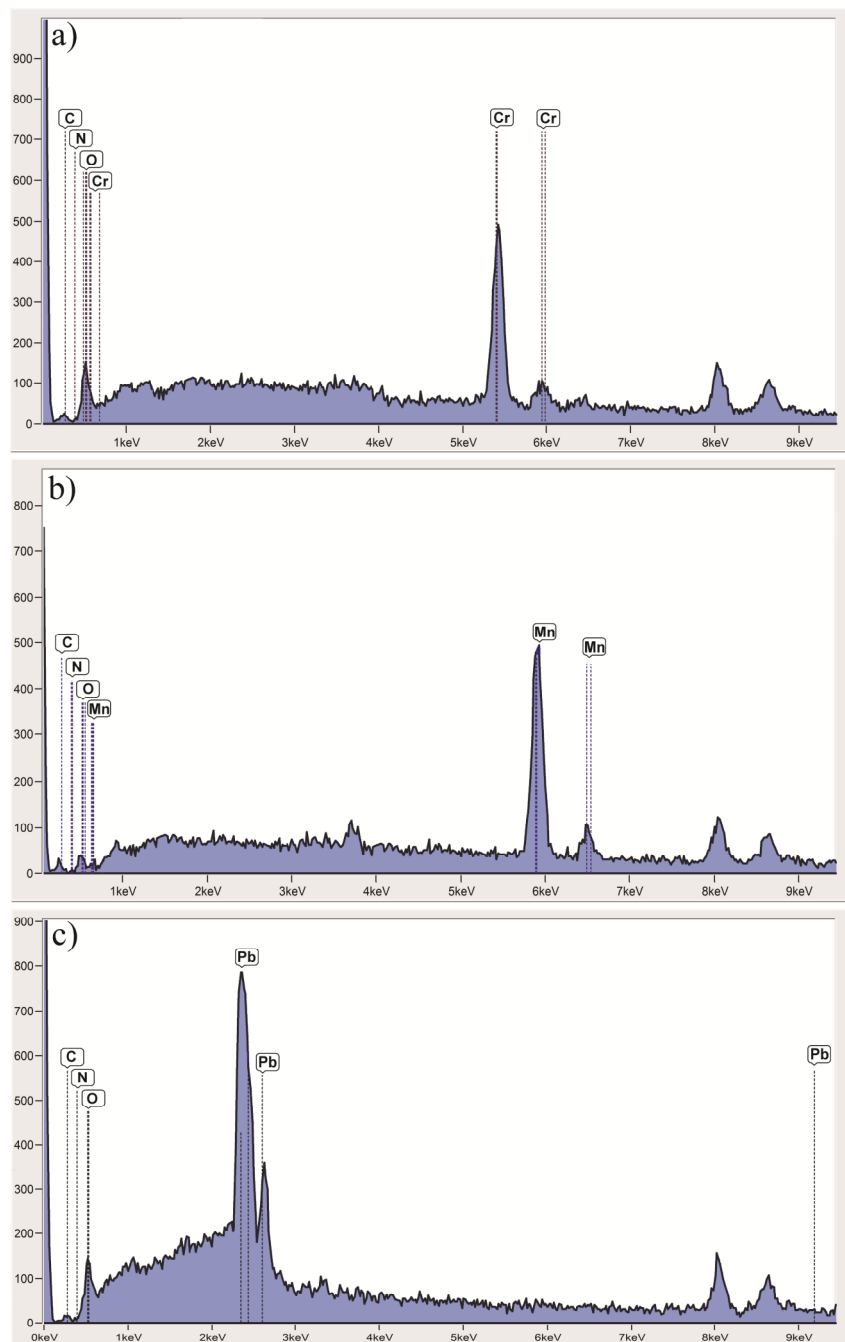 a)
900
800
700
600
500
400
300
200
100
0
C
N
O
Cr
Cr
Cr
1keV 2keV 3keV 4keV 5keV 6keV 7keV 8keV 9keV
b)
800
700
600
500
400
300
200
100
0
C
N
O
Mn
Mn
Mn
1keV 2keV 3keV 4keV 5keV 6keV 7keV 8keV 9keV
c)
900
800
700
600
500
400
300
200
100
0
C
N
O
Pb
Pb
Pb
0keV 1keV 2keV 3keV 4keV 5keV 6keV 7keV 8keV 9keV